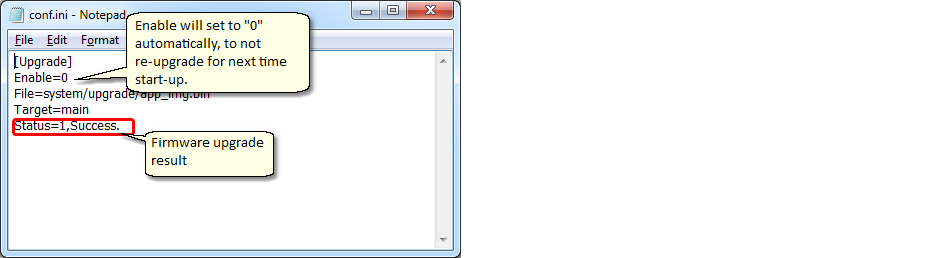 conf.ini - Notepad
Enable will set to "0"
automatically, to not
re-upgrade for next time
start-up.
File Edit Format
[Upgrade]
Enable=0
File=system/upgrade/app_img.bin
Target=main
Status=1,Success.
Firmware upgrade
result